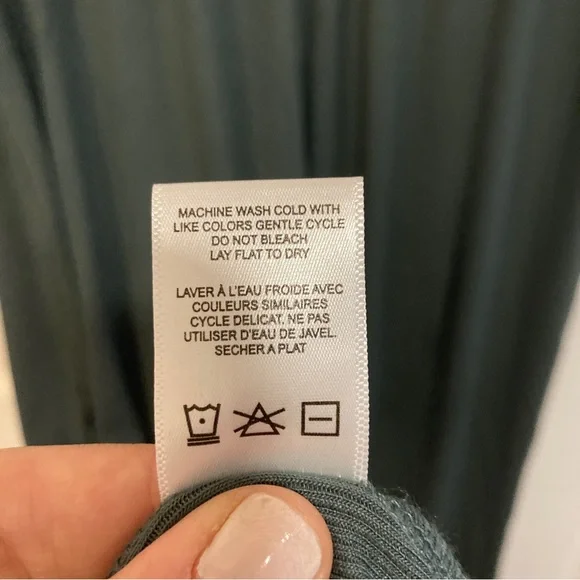 MACHINE WASH COLD WITH
LIKE COLORS GENTLE CYCLE
DO NOT BLEACH
LAY FLAT TO DRY
LAVER À L'EAU FROIDE AVEC
COULEURS SIMILAIRES
CYCLE DELICAT. NE PAS
UTILISER D'EAU DE JAVEL.
SECHER A PLAT